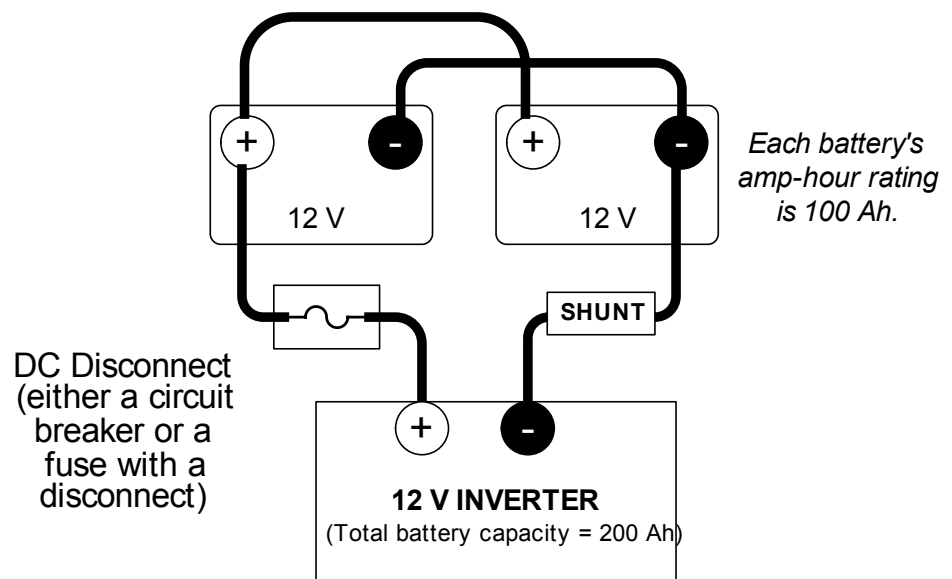 + - + -
12 V 12 V
Each battery's
amp-hour rating
is 100 Ah.
SHUNT
DC Disconnect
(either a circuit
breaker or a
fuse with a
disconnect)
+ -
12 V INVERTER
(Total battery capacity = 200 Ah)